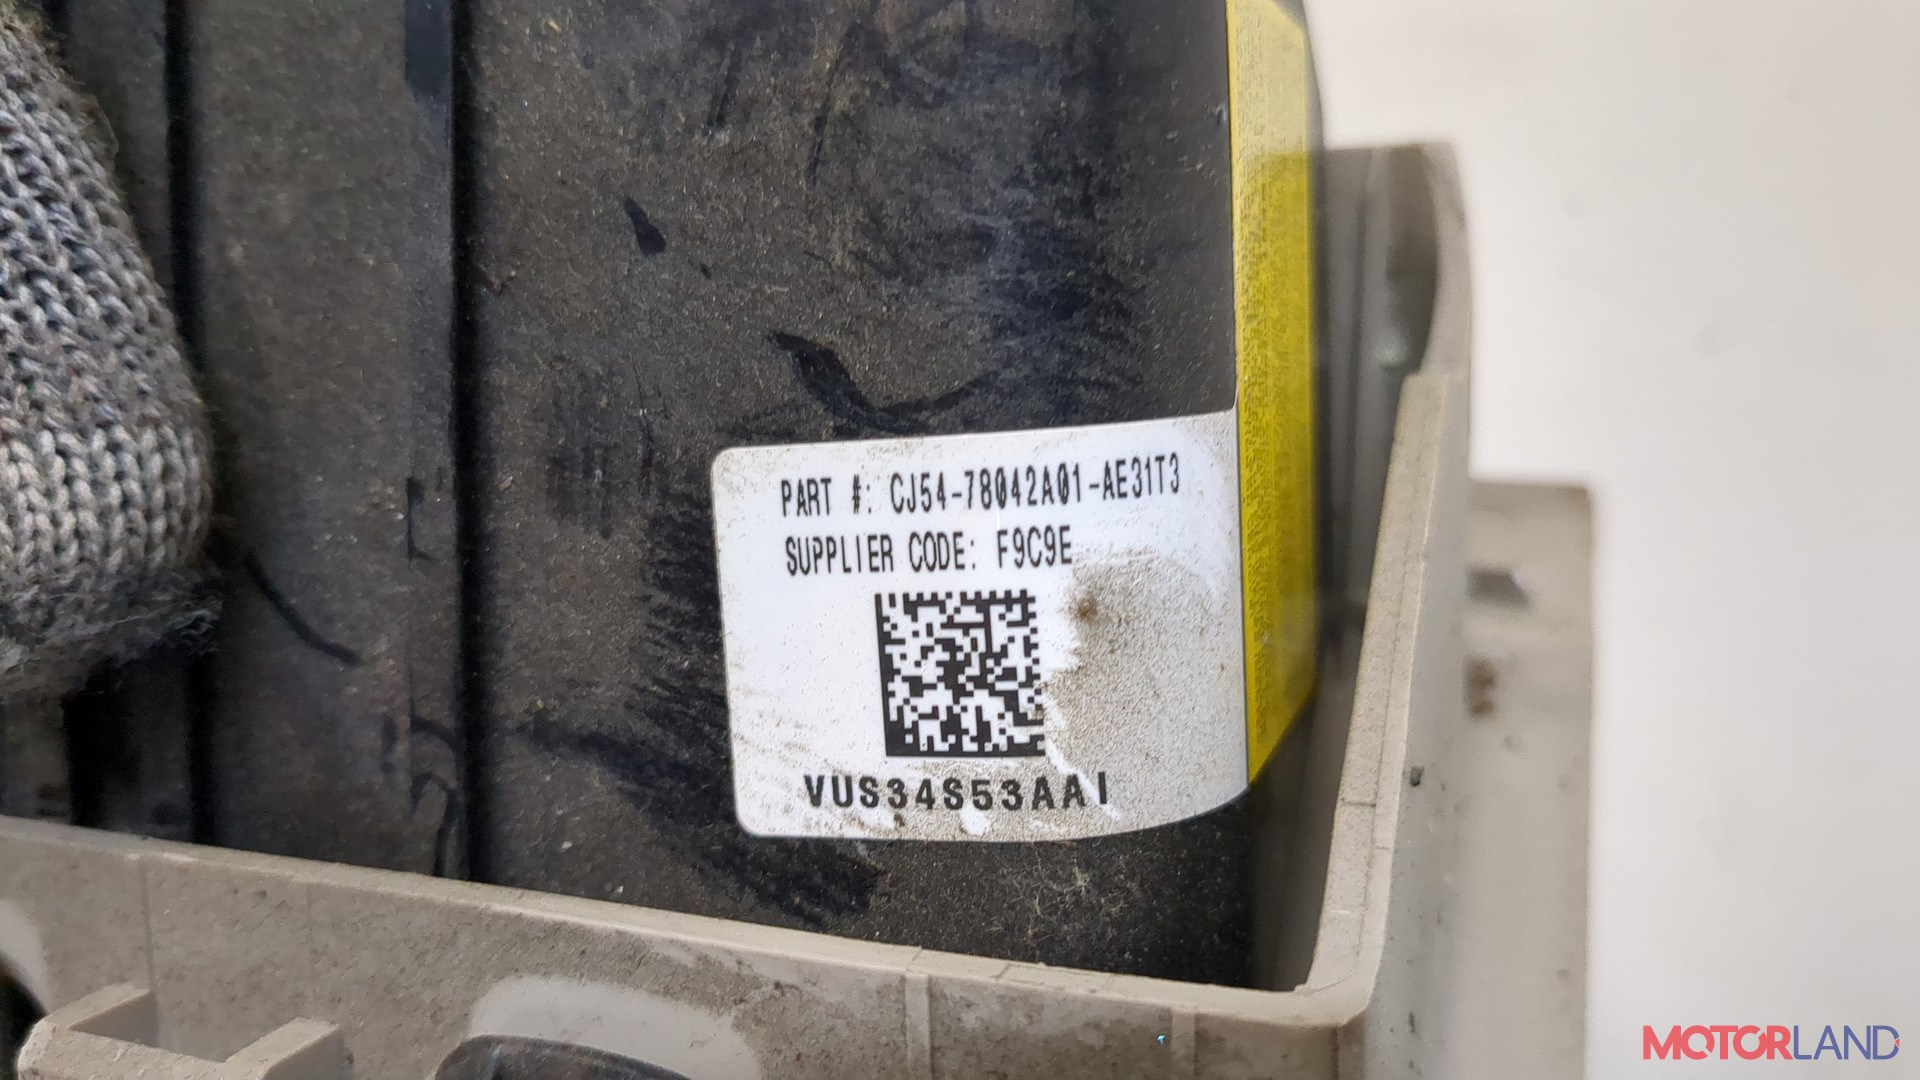 PART #: CJ54-78042A01-AE31T3
SUPPLIER CODE: F9C9E
VUS34S53AAI
MOTORLAND